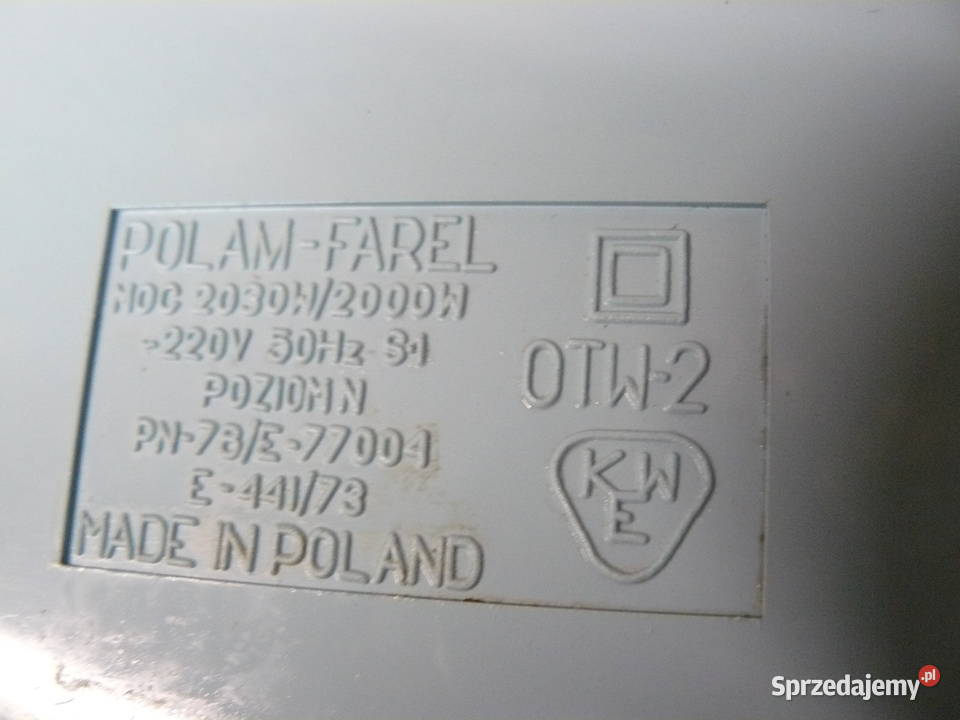 POLAM-FAREL
MOC 2030W/2000W
~220V 50Hz S1
POZIOM N
PN-78/E-77004
E-441/73
MADE IN POLAND
OTW-2
KWE
Sprzedajemy.pl